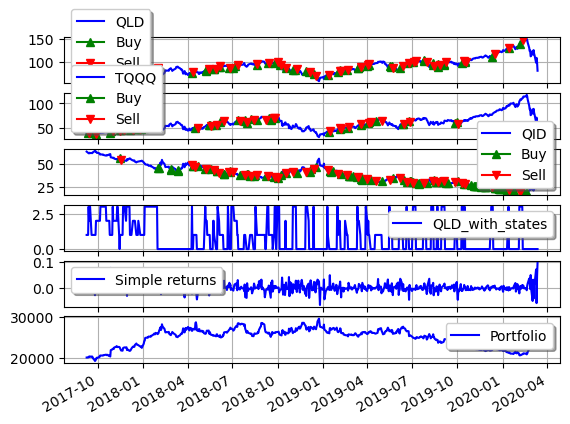 QLD
Buy
Sell
150
100
TQQQ
Buy
Sell
100
50
QID
Buy
Sell
50
25
QLD_with_states
2.5
0.0
Simple returns
0.1
0.0
Portfolio
30000
20000
2017-10
2018-01
2018-04
2018-07
2018-10
2019-01
2019-04
2019-07
2019-10
2020-01
2020-04